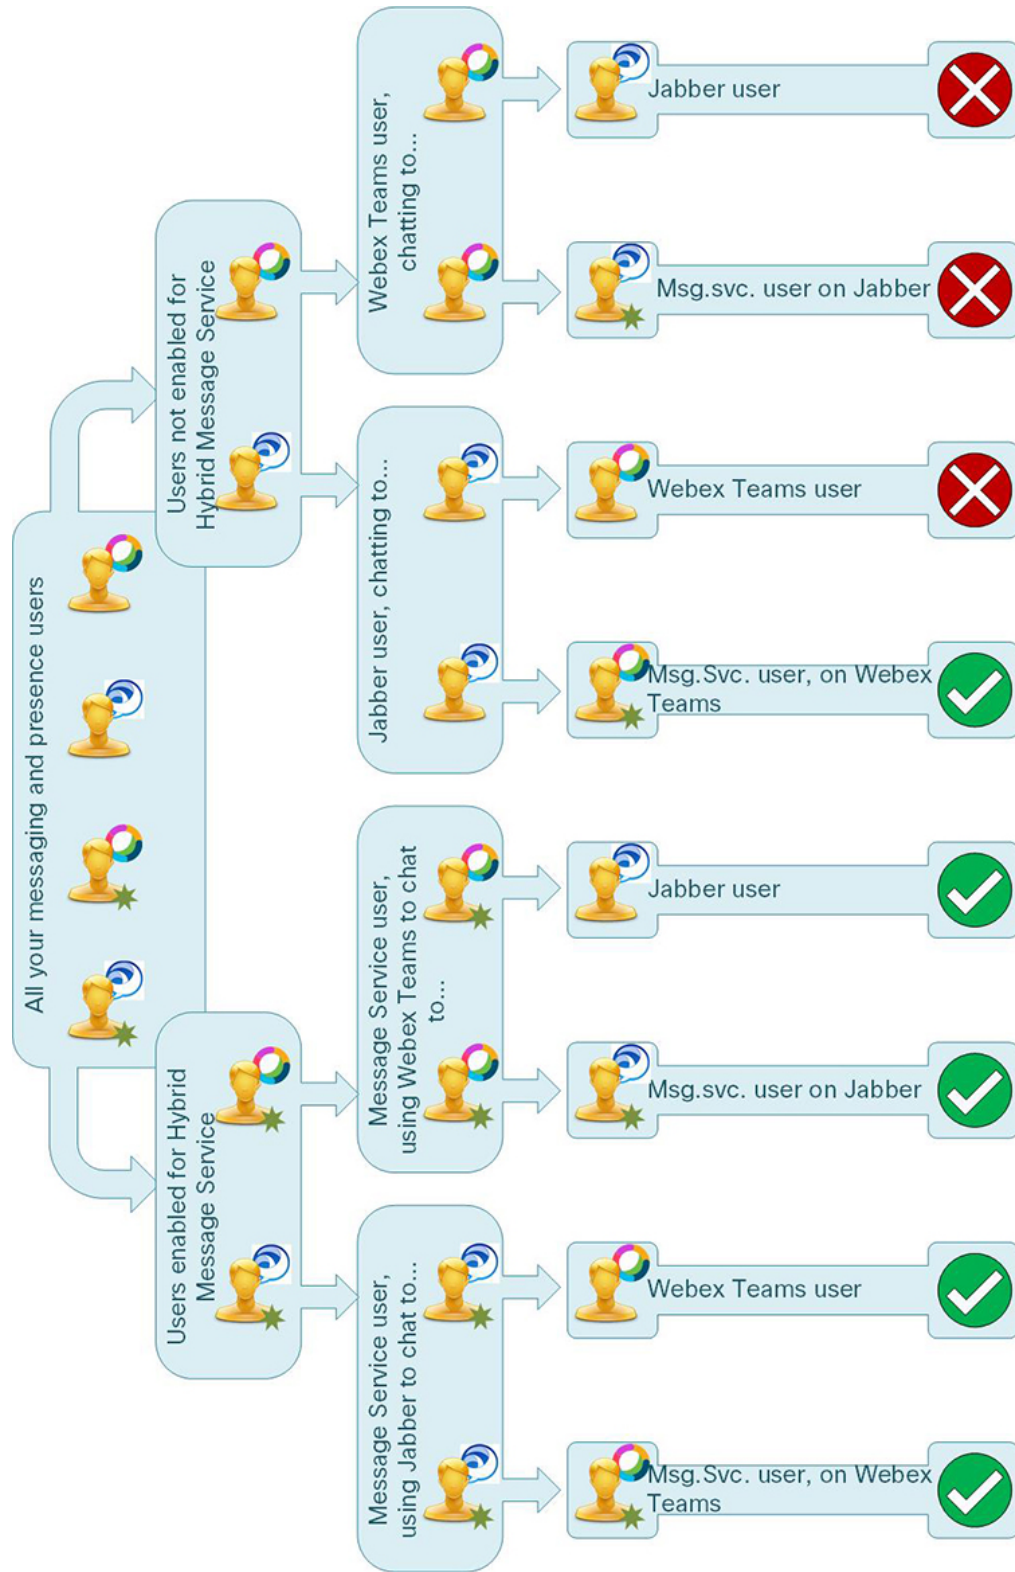 All your messaging and presence users
Users not enabled for
Hybrid Message Service
Webex Teams user,
chatting to...
Jabber user
Msg.svc. user on Jabber
Jabber user, chatting to...
Webex Teams user
Msg.Svc. user, on Webex
Teams
Users enabled for Hybrid
Message Service
Message Service user,
using Webex Teams to chat
to...
Jabber user
Msg.svc. user on Jabber
Message Service user,
using Jabber to chat to...
Webex Teams user
Msg.Svc. user, on Webex
Teams